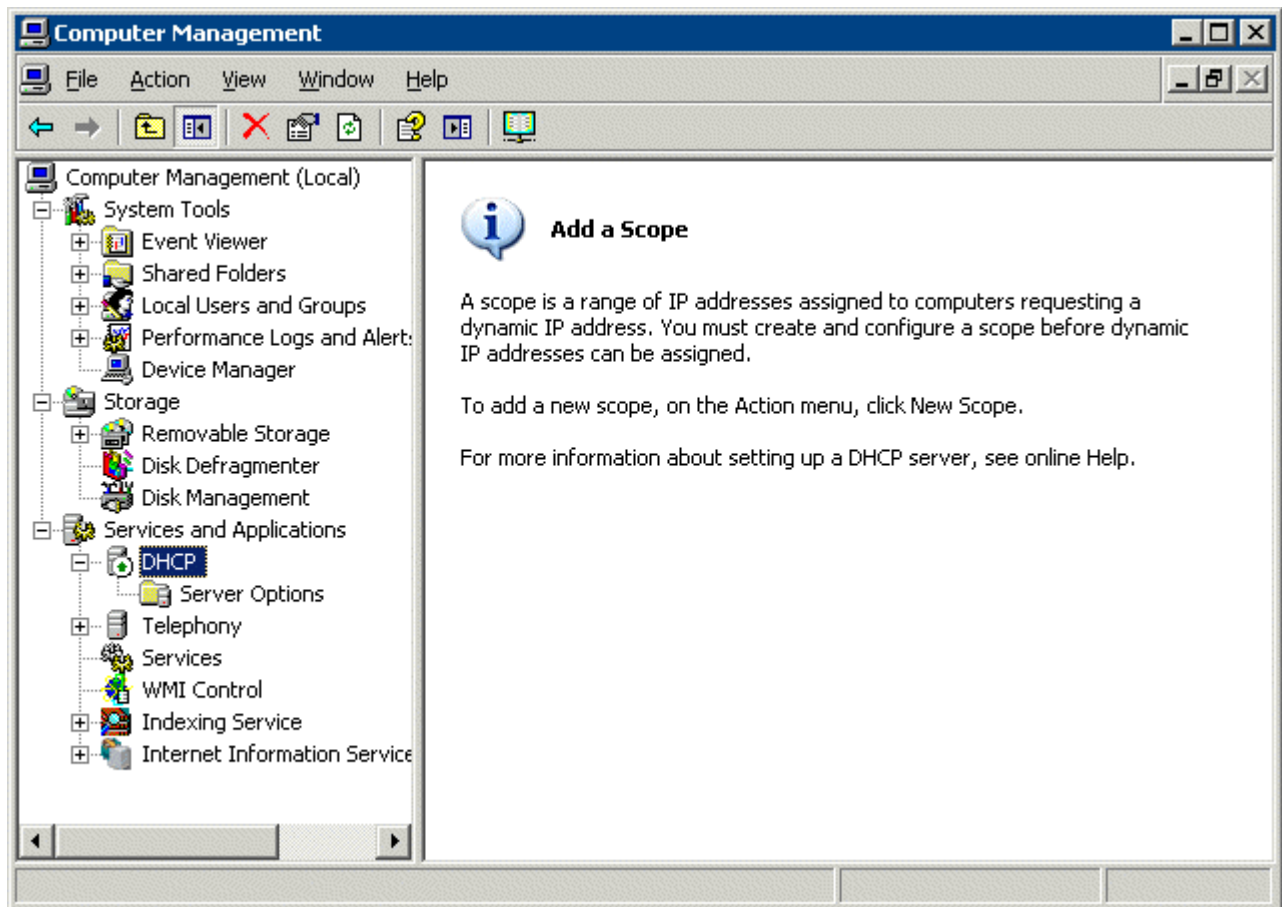 Computer Management
File Action View Window Help
Computer Management (Local)
System Tools
Event Viewer
Shared Folders
Local Users and Groups
Performance Logs and Alert
Device Manager
Storage
Removable Storage
Disk Defragmenter
Disk Management
Services and Applications
DHCP
Server Options
Telephony
Services
WMI Control
Indexing Service
Internet Information Service
Add a Scope
A scope is a range of IP addresses assigned to computers requesting a
dynamic IP address. You must create and configure a scope before dynamic
IP addresses can be assigned.
To add a new scope, on the Action menu, click New Scope.
For more information about setting up a DHCP server, see online Help.